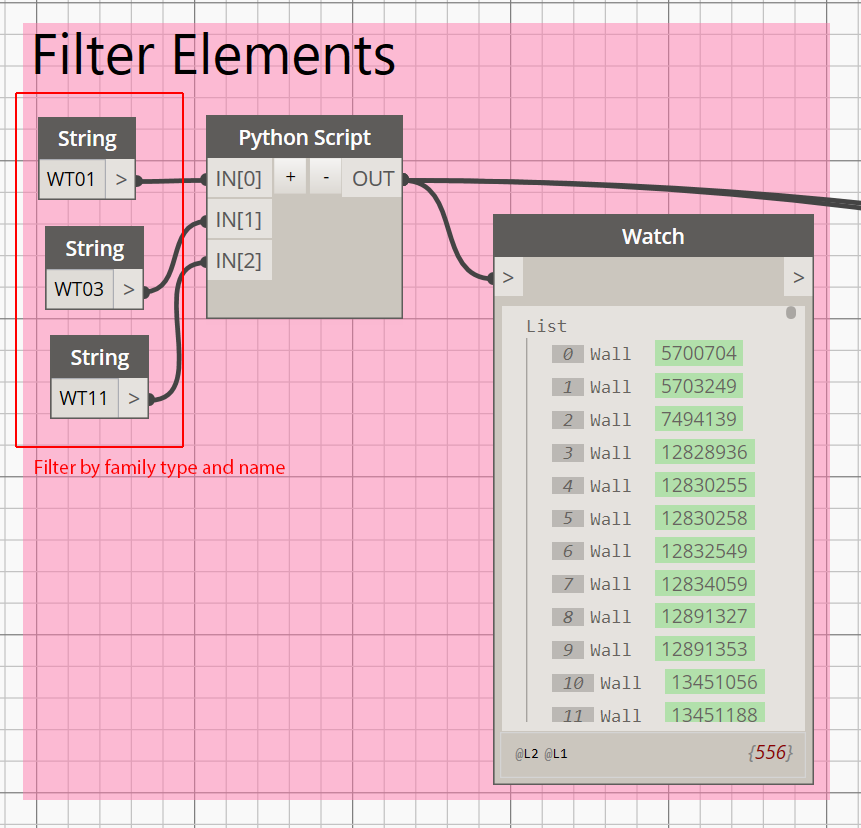 Filter Elements
String
WT01 >
String
WT03 >
String
WT11 >
Filter by family type and name
Python Script
IN[0] + - OUT
IN[1]
IN[2]
Watch
> >
List
0 Wall 5700704
1 Wall 5703249
2 Wall 7494139
3 Wall 12828936
4 Wall 12830255
5 Wall 12830258
6 Wall 12832549
7 Wall 12834059
8 Wall 12891327
9 Wall 12891353
10 Wall 13451056
11 Wall 13451188
@L2 @L1 {556}